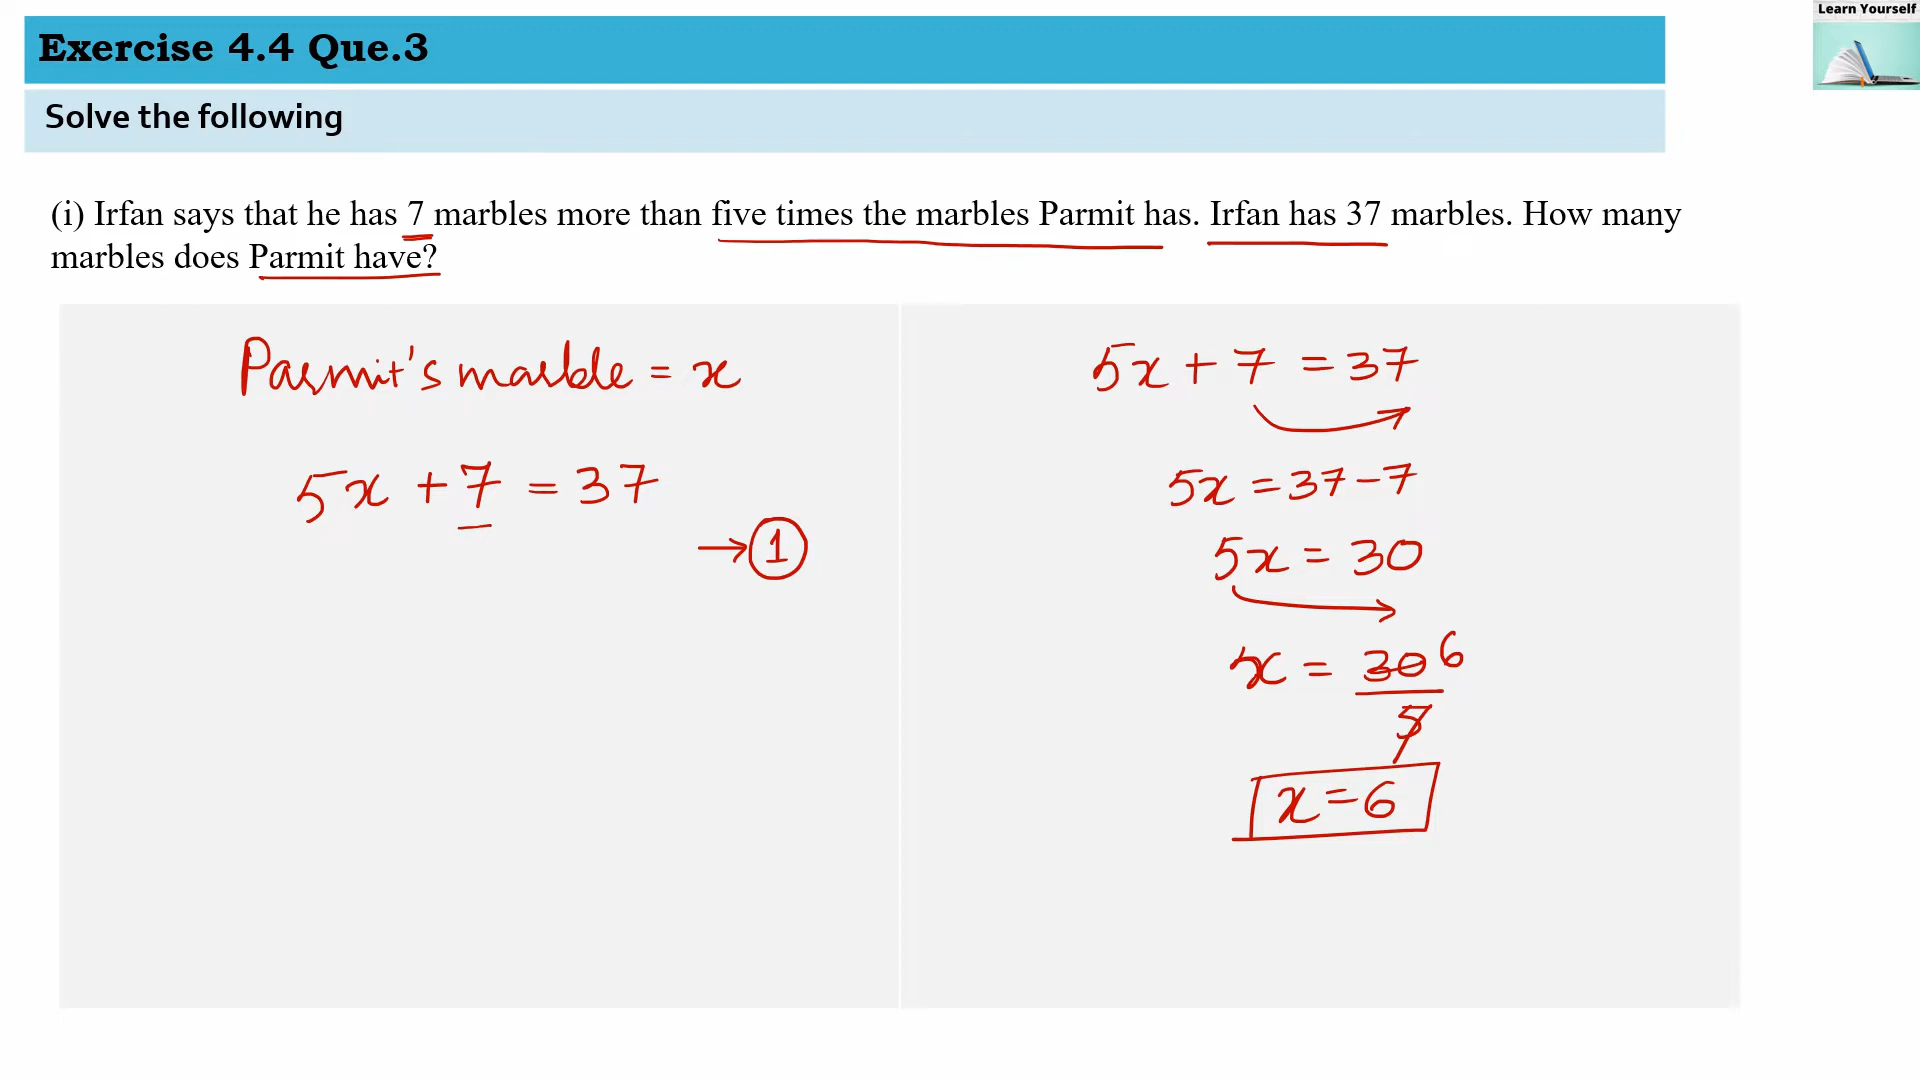 Learn Yourself
Exercise 4.4 Que.3
Solve the following
(i) Irfan says that he has 7 marbles more than five times the marbles Parmit has. Irfan has 37 marbles. How many
marbles does Parmit have?
Parmit's marble = x
5x + 7 = 37
→ 1
5x + 7 = 37
5x = 37 - 7
5x = 30
x = 30 6
5
x = 6